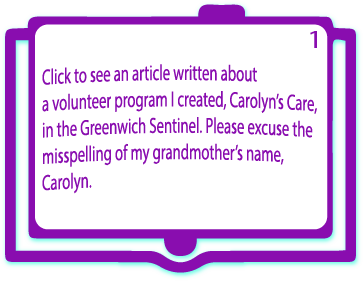 1
Click to see an article written about
a volunteer program I created, Carolyn's Care,
in the Greenwich Sentinel. Please excuse the
misspelling of my grandmother's name,
Carolyn.